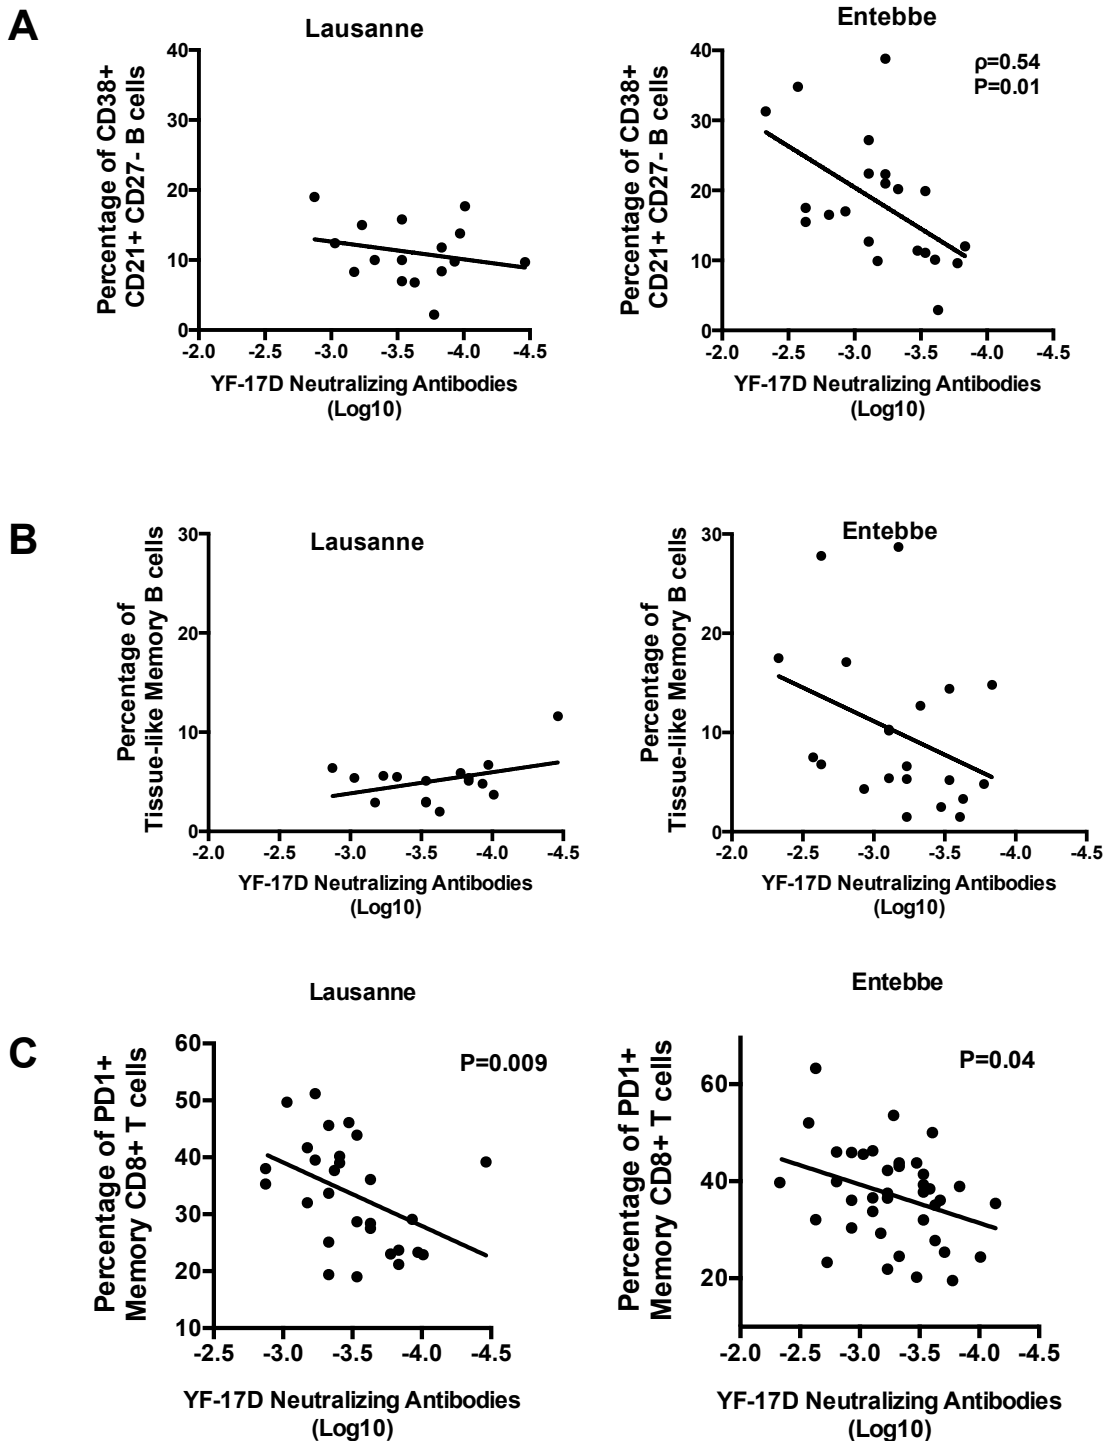 A
Lausanne
Percentage of CD38+
CD21+ CD27- B cells
40
30
20
10
0
-2.0 -2.5 -3.0 -3.5 -4.0 -4.5
YF-17D Neutralizing Antibodies
(Log10)
Entebbe
ρ=0.54
P=0.01
Percentage of CD38+
CD21+ CD27- B cells
40
30
20
10
0
-2.0 -2.5 -3.0 -3.5 -4.0 -4.5
YF-17D Neutralizing Antibodies
(Log10)
B
Lausanne
Percentage of
Tissue-like Memory B cells
30
20
10
0
-2.0 -2.5 -3.0 -3.5 -4.0 -4.5
YF-17D Neutralizing Antibodies
(Log10)
Entebbe
Percentage of
Tissue-like Memory B cells
30
20
10
0
-2.0 -2.5 -3.0 -3.5 -4.0 -4.5
YF-17D Neutralizing Antibodies
(Log10)
C
Lausanne
P=0.009
Percentage of PD1+
Memory CD8+ T cells
60
50
40
30
20
10
-2.5 -3.0 -3.5 -4.0 -4.5
YF-17D Neutralizing Antibodies
(Log10)
Entebbe
P=0.04
Percentage of PD1+
Memory CD8+ T cells
60
40
20
-2.0 -2.5 -3.0 -3.5 -4.0 -4.5
YF-17D Neutralizing Antibodies
(Log10)